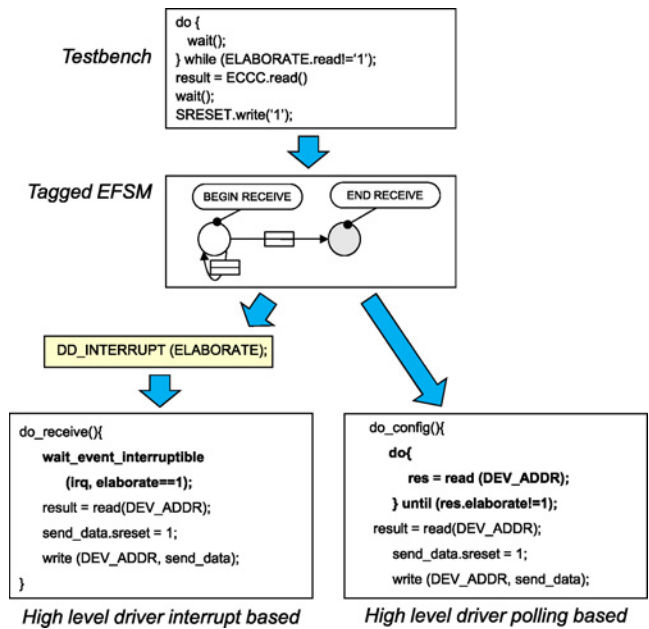 Testbench
do {
wait();
} while (ELABORATE.read!='1');
result = ECCC.read()
wait();
SRESET.write('1');
Tagged EFSM
BEGIN RECEIVE
END RECEIVE
DD_INTERRUPT (ELABORATE);
do_receive(){
wait_event_interruptible
(irq, elaborate==1);
result = read(DEV_ADDR);
send_data.sreset = 1;
write (DEV_ADDR, send_data);
}
High level driver interrupt based
do_config(){
do{
res = read (DEV_ADDR);
} until (res.elaborate!=1);
result = read(DEV_ADDR);
send_data.sreset = 1;
write (DEV_ADDR, send_data);
High level driver polling based